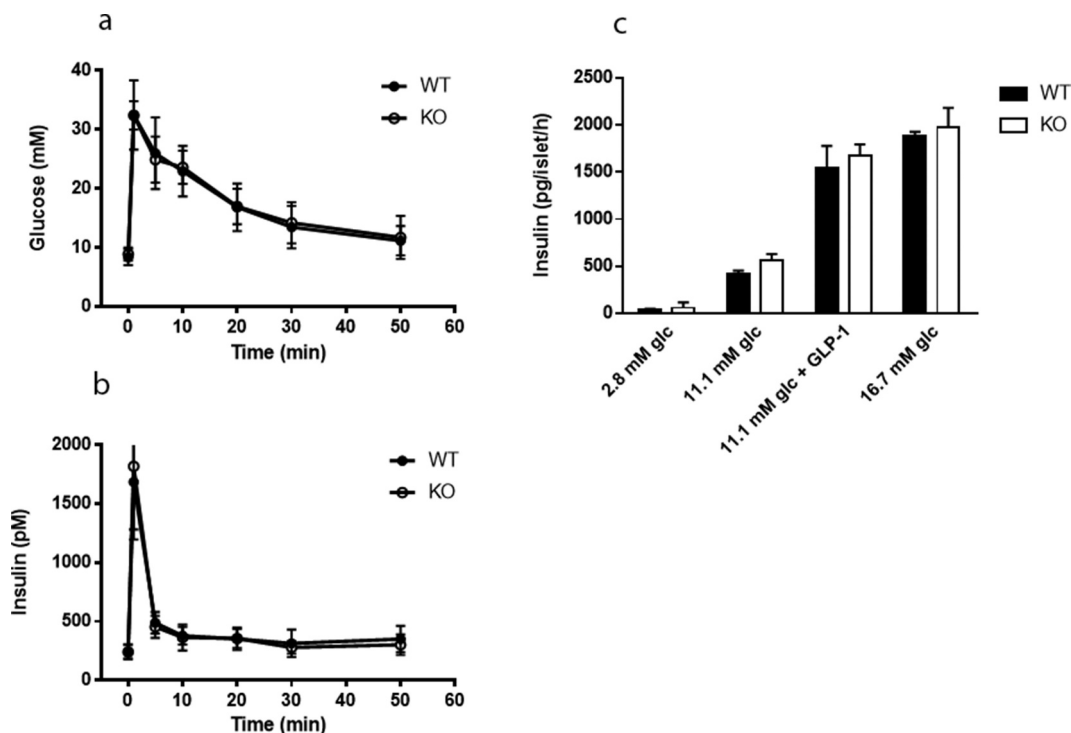 a
Glucose (mM)
40
30
20
10
0
0 10 20 30 40 50 60
Time (min)
WT
KO
b
Insulin (pM)
2000
1500
1000
500
0
0 10 20 30 40 50 60
Time (min)
WT
KO
c
Insulin (pg/islet/h)
2500
2000
1500
1000
500
0
2.8 mM glc
11.1 mM glc
11.1 mM glc + GLP-1
16.7 mM glc
WT
KO